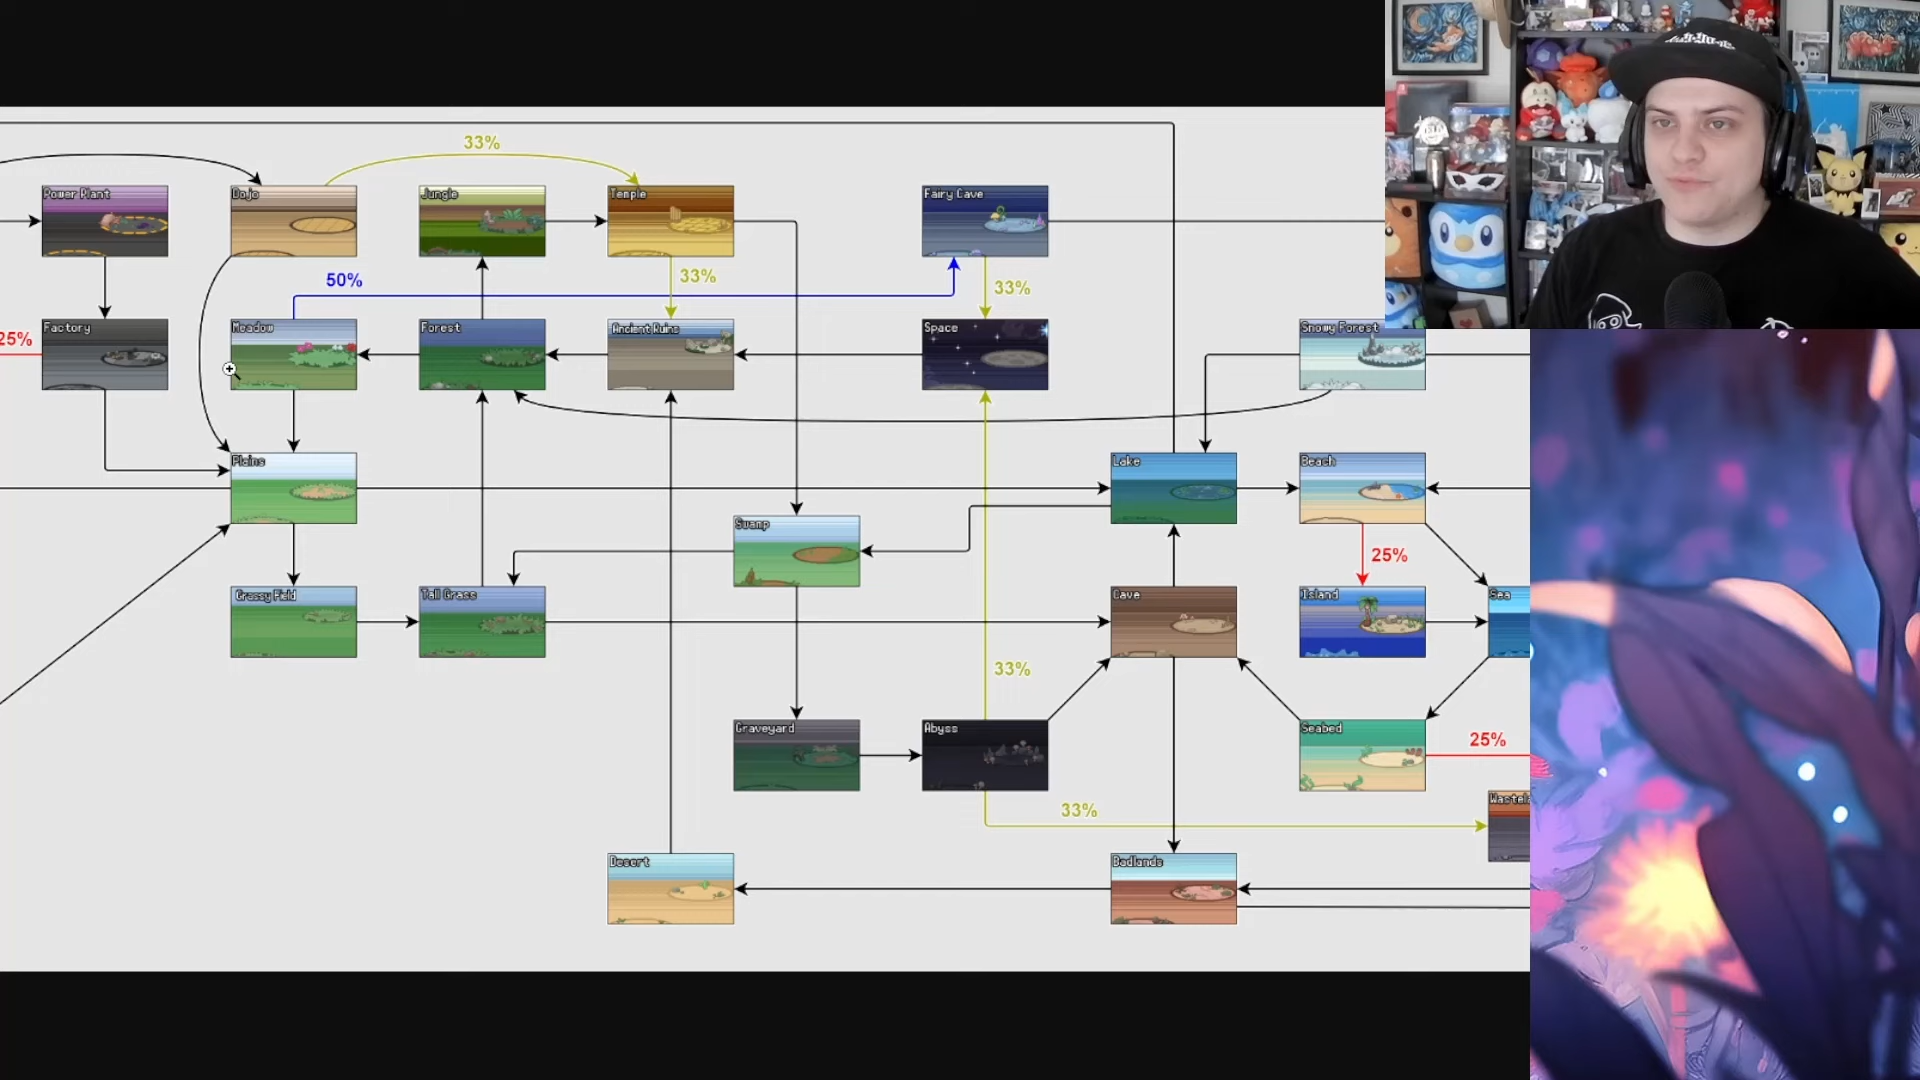 33%
Power Plant
Dojo
Jungle
Temple
Fairy Cave
50%
33%
33%
25%
Factory
Meadow
Forest
Ancient Ruins
Space
Snowy Forest
Plains
Lake
Beach
Swamp
25%
Grassy Field
Tall Grass
Cave
Island
Sea
33%
Graveyard
Abyss
Seabed
25%
33%
Wastela
Desert
Badlands